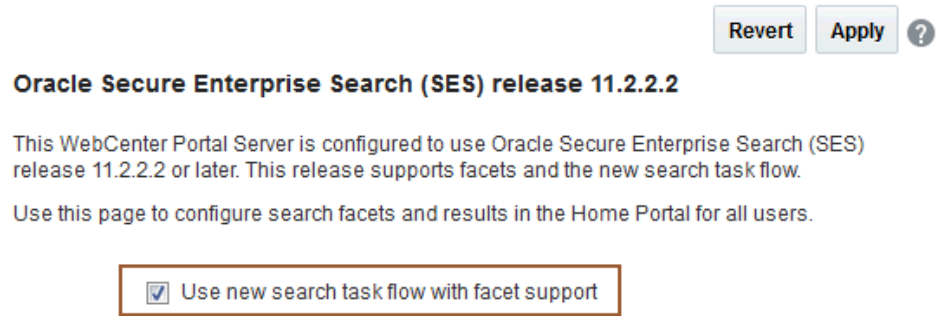 Revert Apply ?
Oracle Secure Enterprise Search (SES) release 11.2.2.2
This WebCenter Portal Server is configured to use Oracle Secure Enterprise Search (SES)
release 11.2.2.2 or later. This release supports facets and the new search task flow.
Use this page to configure search facets and results in the Home Portal for all users.
Use new search task flow with facet support